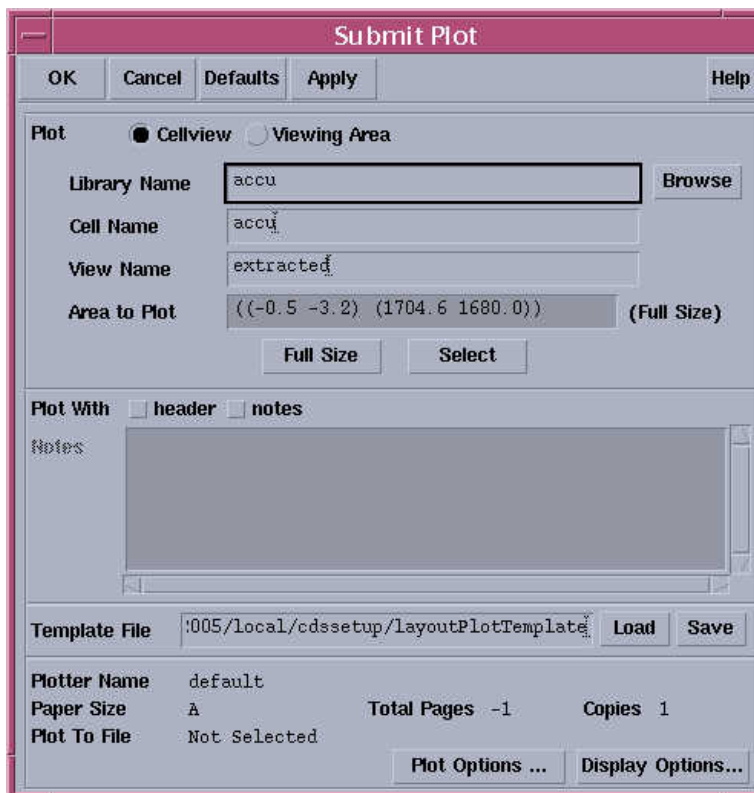 Submit Plot
OK Cancel Defaults Apply Help
Plot Cellview Viewing Area
Library Name accu Browse
Cell Name accu
View Name extracted
Area to Plot ((-0.5 -3.2) (1704.6 1680.0)) (Full Size)
Full Size Select
Plot With header notes
Notes
Template File :005/local/cdssetup/layoutPlotTemplate Load Save
Plotter Name default
Paper Size A Total Pages -1 Copies 1
Plot To File Not Selected
Plot Options ... Display Options...